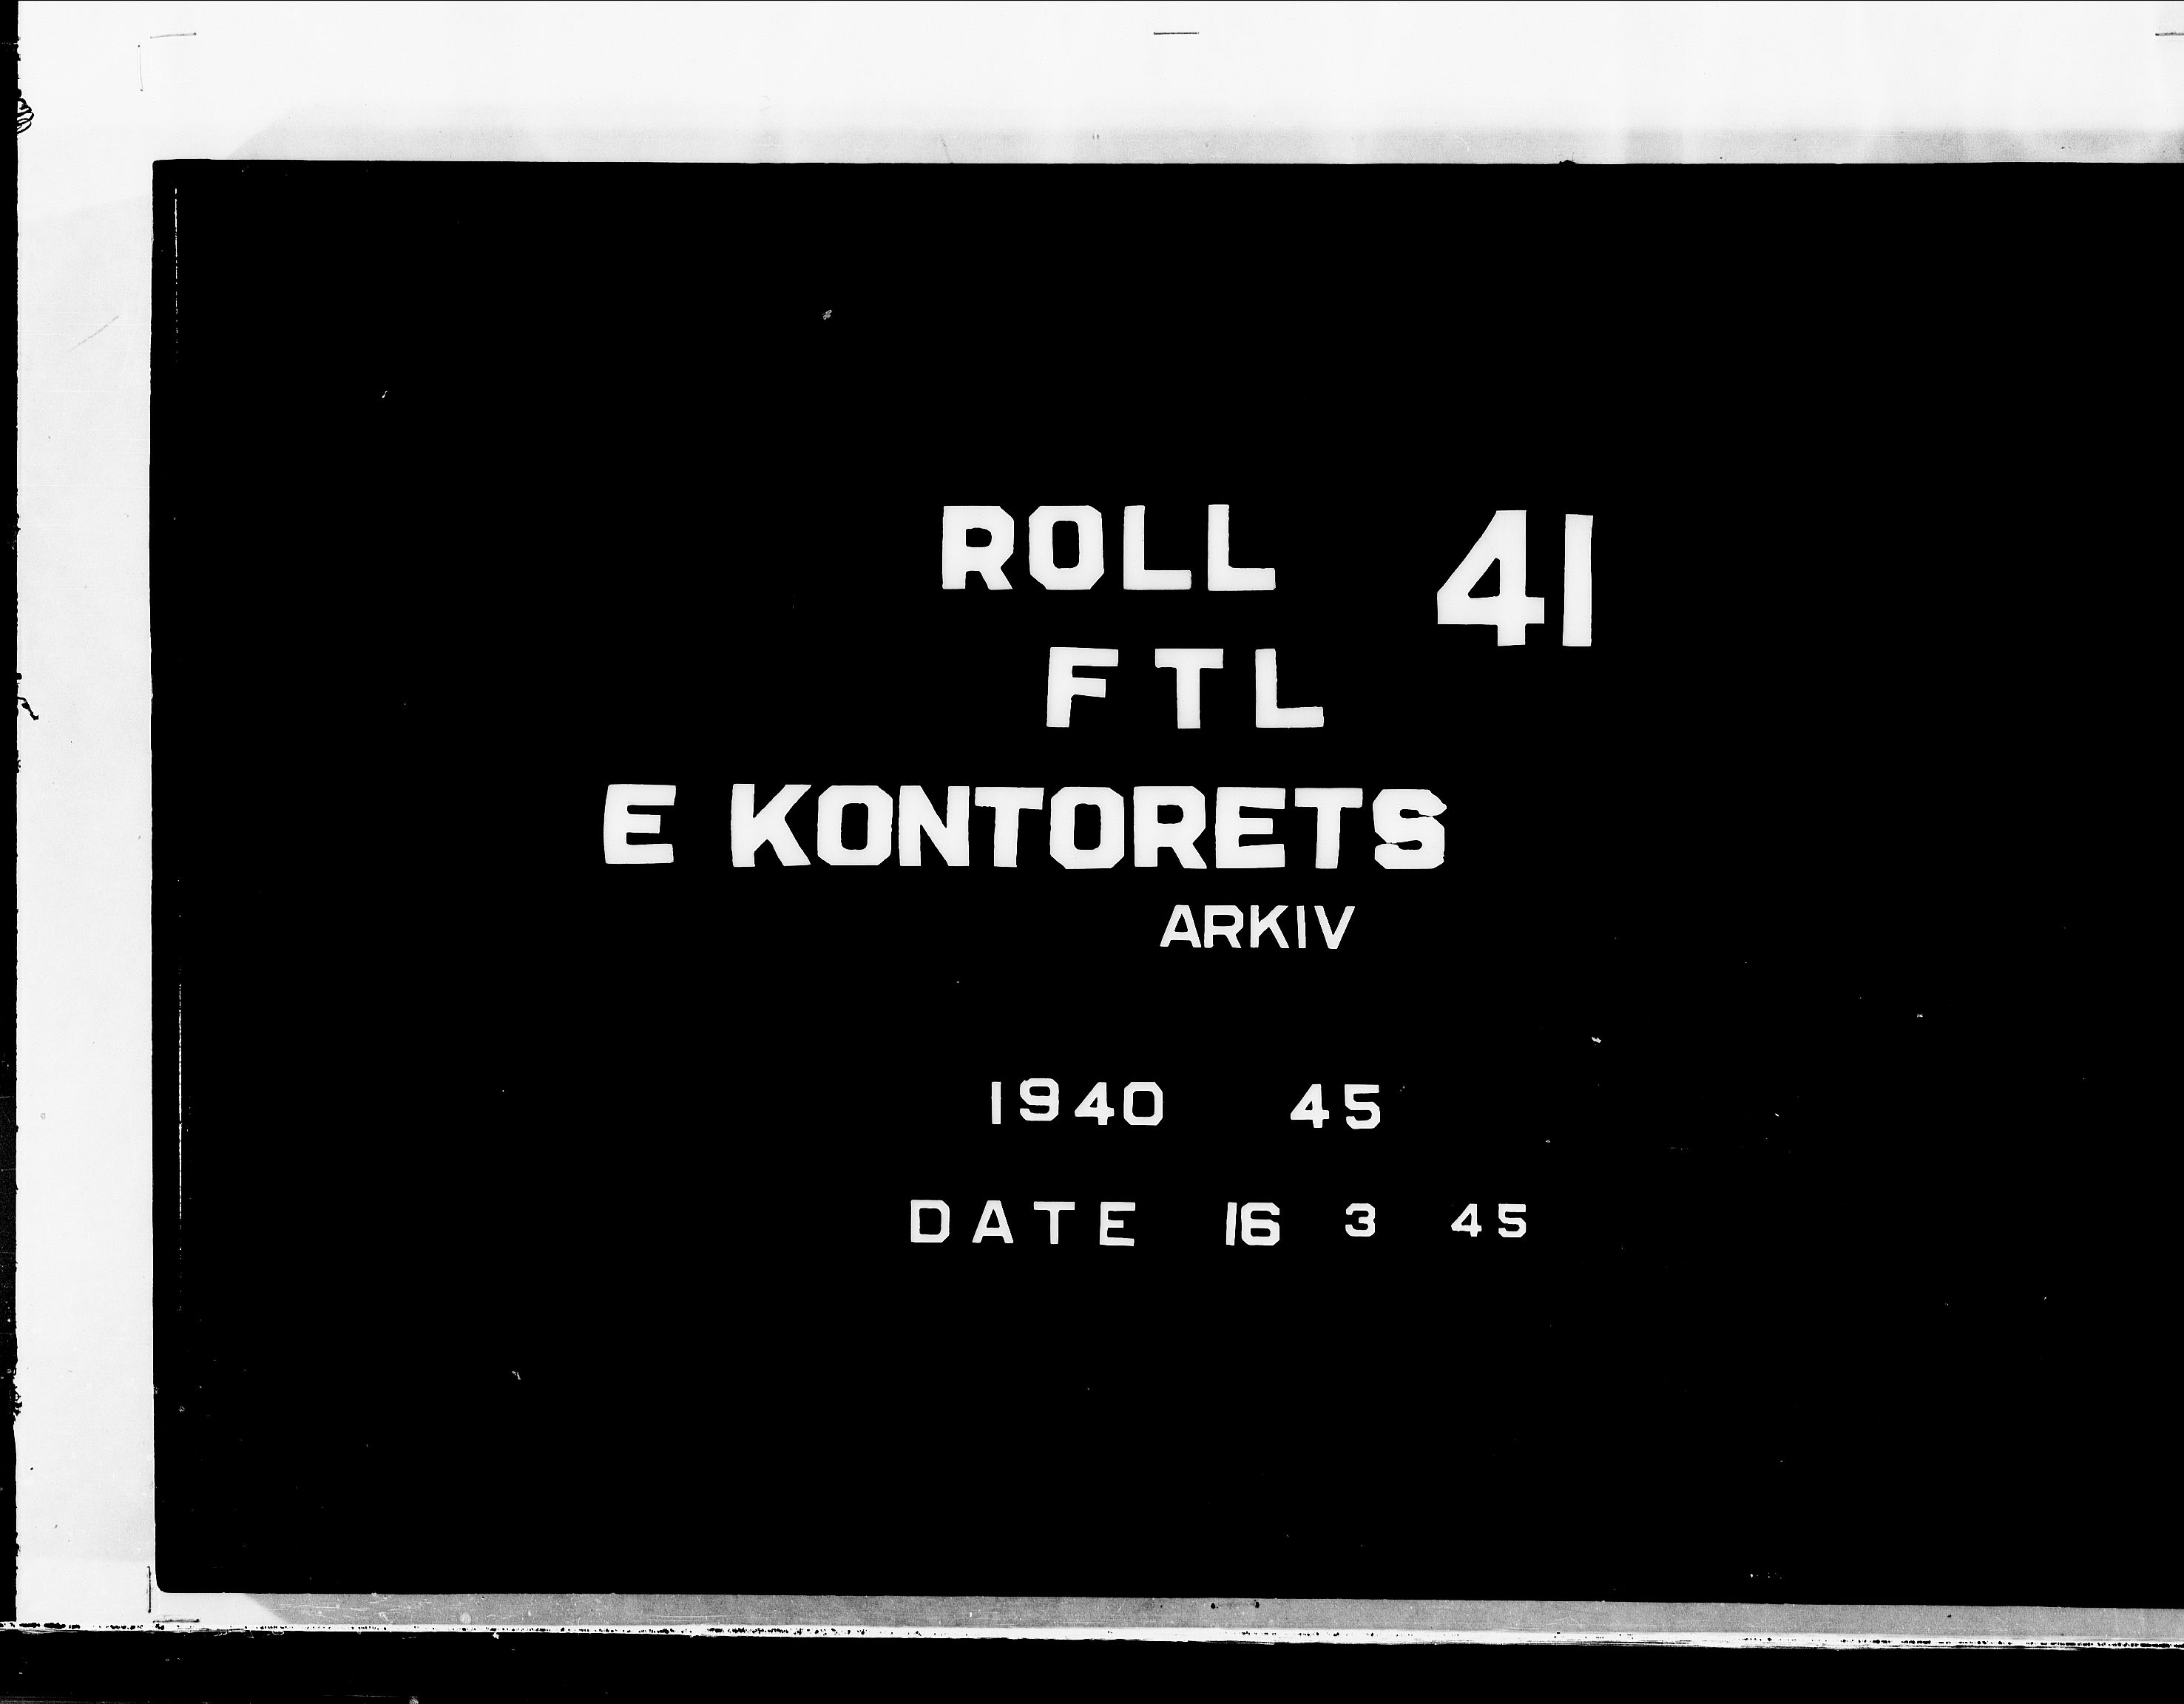 ROLL 41
F T L
E KONTORETS
ARKIV
1940 45
DATE 16 3 45